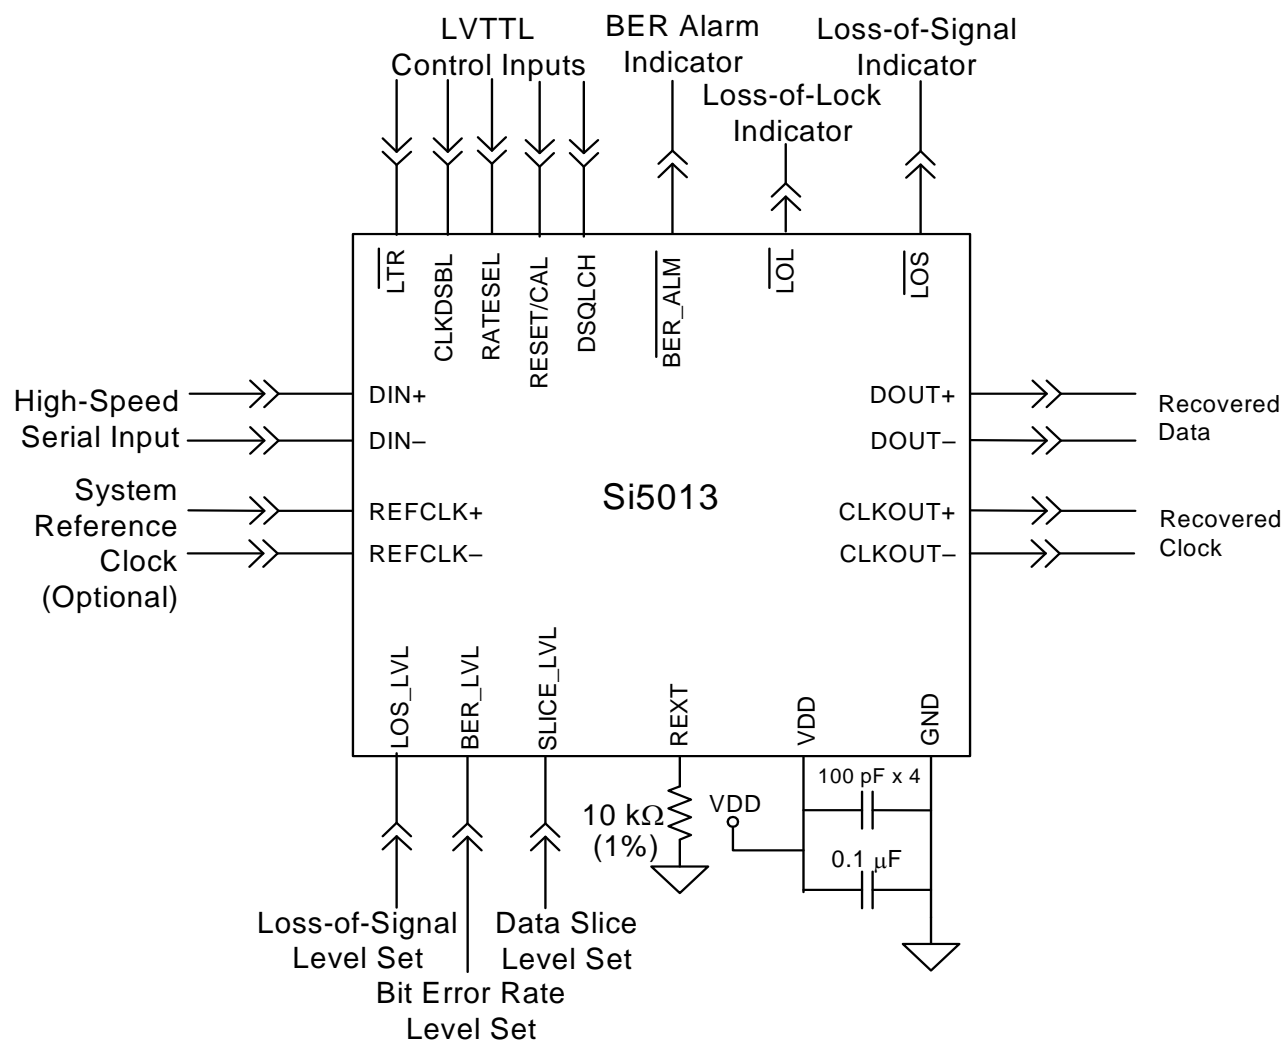 LVTTL
Control Inputs
BER Alarm
Indicator
Loss-of-Lock
Indicator
Loss-of-Signal
Indicator
LTR
CLKDSBL
RATESEL
RESET/CAL
DSQLCH
BER_ALM
LOL
LOS
High-Speed
Serial Input
DIN+
DIN–
System
Reference
Clock
(Optional)
REFCLK+
REFCLK–
Si5013
DOUT+
DOUT–
Recovered
Data
CLKOUT+
CLKOUT–
Recovered
Clock
LOS_LVL
BER_LVL
SLICE_LVL
REXT
VDD
GND
10 kΩ
(1%)
VDD
100 pF x 4
0.1 μF
Loss-of-Signal
Level Set
Data Slice
Level Set
Bit Error Rate
Level Set